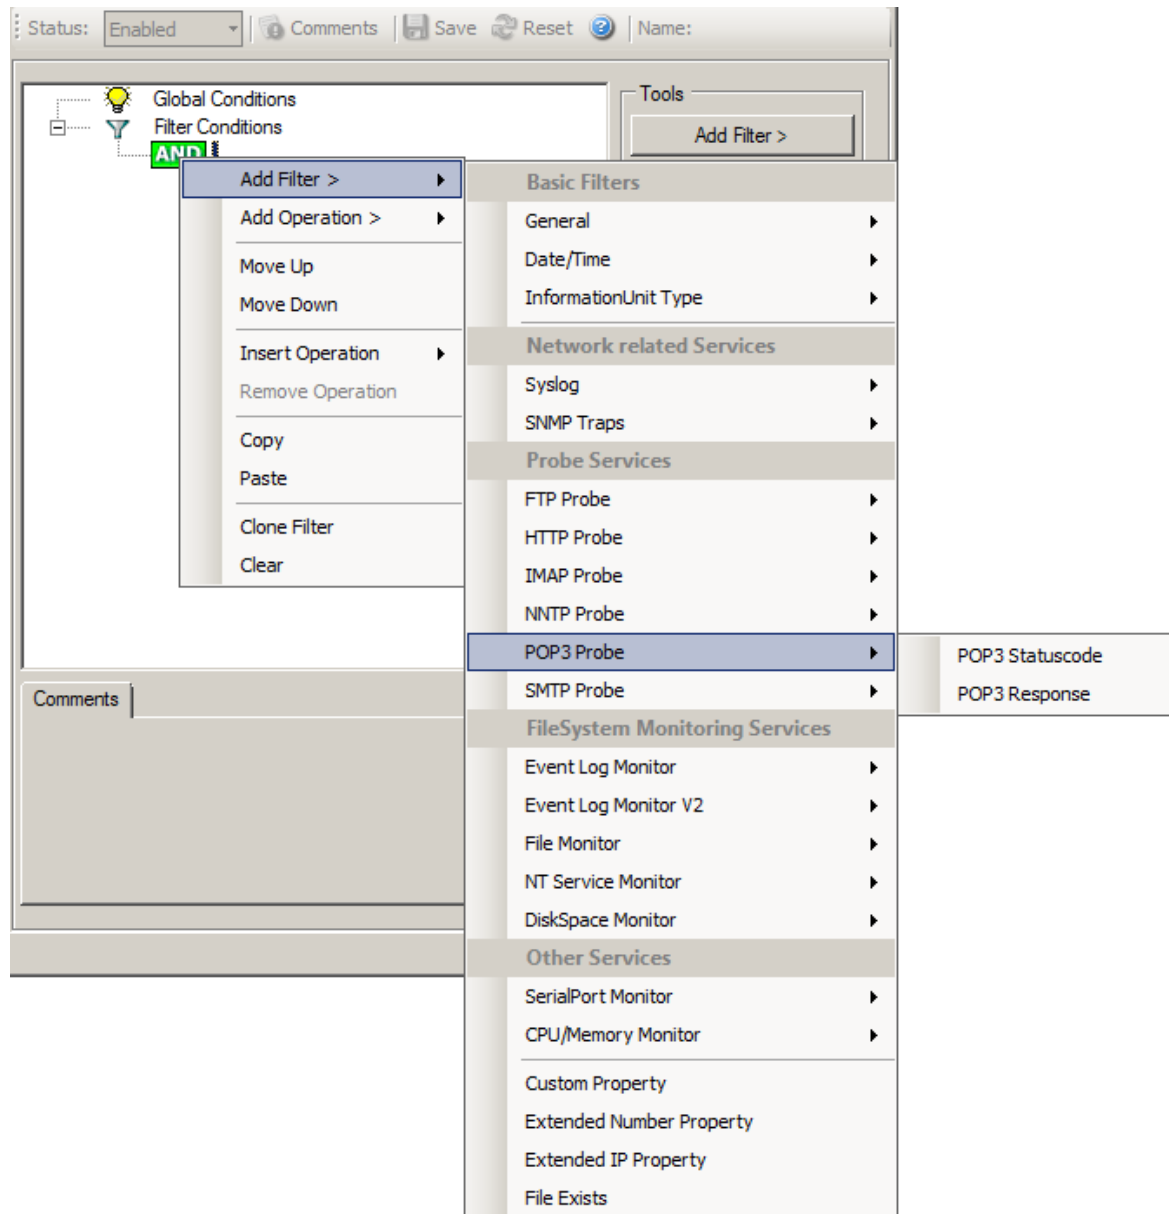 Status: Enabled Comments Save Reset Name:
Global Conditions
Filter Conditions
AND
Tools
Add Filter >
Add Filter >
Add Operation >
Move Up
Move Down
Insert Operation
Remove Operation
Copy
Paste
Clone Filter
Clear
Basic Filters
General
Date/Time
InformationUnit Type
Network related Services
Syslog
SNMP Traps
Probe Services
FTP Probe
HTTP Probe
IMAP Probe
NNTP Probe
POP3 Probe
SMTP Probe
FileSystem Monitoring Services
Event Log Monitor
Event Log Monitor V2
File Monitor
NT Service Monitor
DiskSpace Monitor
Other Services
SerialPort Monitor
CPU/Memory Monitor
Custom Property
Extended Number Property
Extended IP Property
File Exists
POP3 Statuscode
POP3 Response
Comments